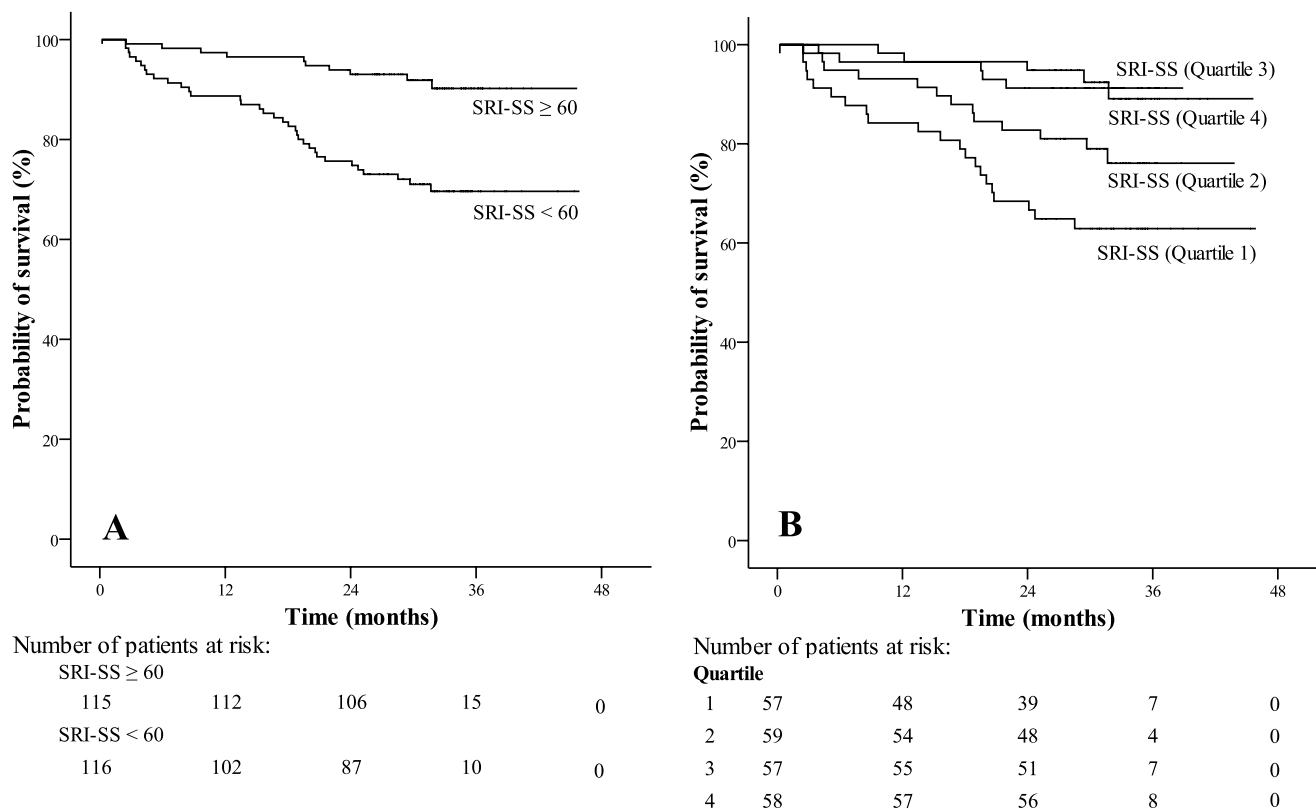 100
80
60
40
20
0
Probability of survival (%)
SRI-SS ≥ 60
SRI-SS < 60
A
0 12 24 36 48
Time (months)
Number of patients at risk:
SRI-SS ≥ 60
115 112 106 15 0
SRI-SS < 60
116 102 87 10 0
100
80
60
40
20
0
Probability of survival (%)
SRI-SS (Quartile 3)
SRI-SS (Quartile 4)
SRI-SS (Quartile 2)
SRI-SS (Quartile 1)
B
0 12 24 36 48
Time (months)
Number of patients at risk:
Quartile
1 57 48 39 7 0
2 59 54 48 4 0
3 57 55 51 7 0
4 58 57 56 8 0